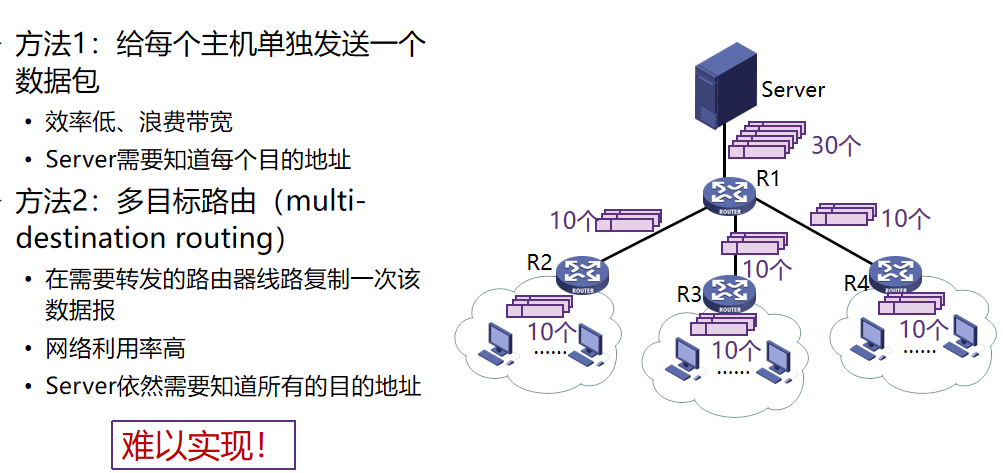 方法1：给每个主机单独发送一个
数据包
• 效率低、浪费带宽
• Server需要知道每个目的地址
方法2：多目标路由（multi-
destination routing）
• 在需要转发的路由器线路复制一次该
数据报
• 网络利用率高
• Server依然需要知道所有的目的地址
难以实现！
Server
30个
R1
ROUTER
10个
10个
10个
R2
ROUTER
R3
ROUTER
R4
ROUTER
10个
......
10个
......
10个
......